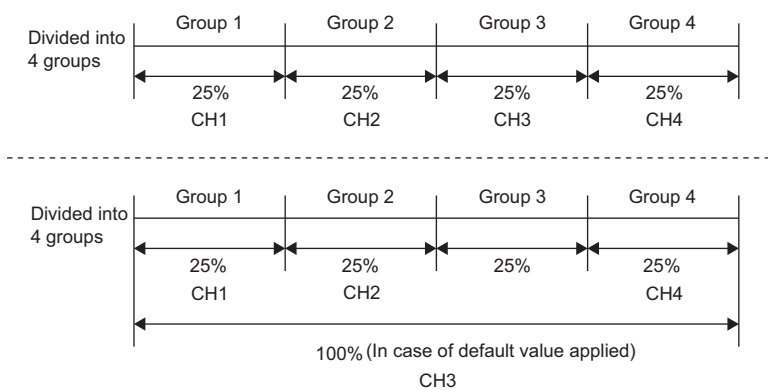 Group 1 Group 2 Group 3 Group 4
Divided into
4 groups
25% 25% 25% 25%
CH1 CH2 CH3 CH4
Group 1 Group 2 Group 3 Group 4
Divided into
4 groups
25% 25% 25% 25%
CH1 CH2 CH4
100% (In case of default value applied)
CH3